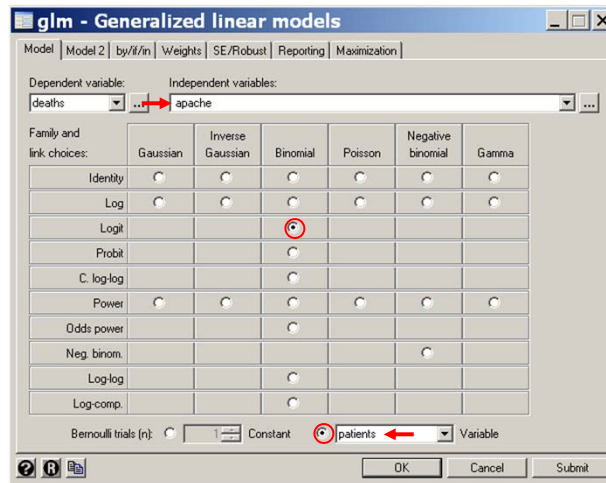 glm - Generalized linear models
Model Model 2 by/if/in Weights SE/Robust Reporting Maximization
Dependent variable: Independent variables:
deaths ... apache ...
Family and
link choices:
Gaussian
Inverse
Gaussian
Binomial
Poisson
Negative
binomial
Gamma
Identity
Log
Logit
Probit
C. log-log
Power
Odds power
Neg. binom.
Log-log
Log-comp.
Bernoulli trials (n): 1 Constant patients Variable
? R OK Cancel Submit